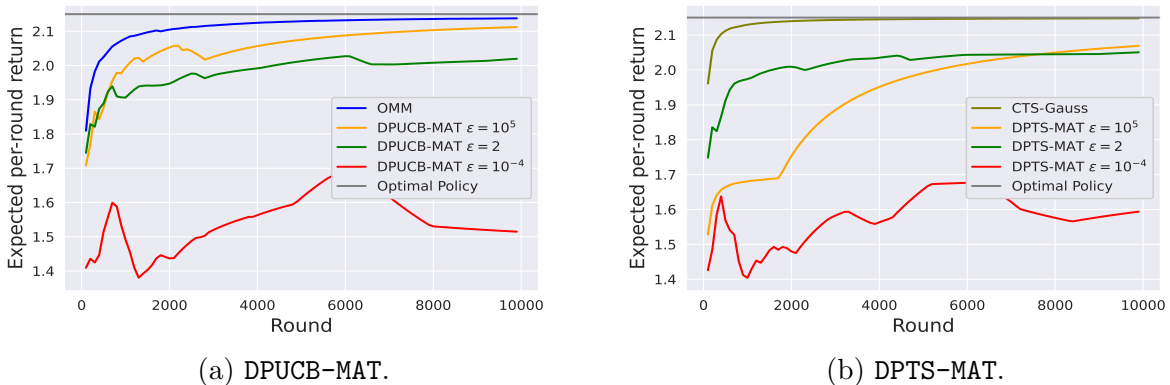 Expected per-round return
2.1
2.0
1.9
1.8
1.7
1.6
1.5
1.4
0
2000
4000
6000
8000
10000
Round
OMM
DPUCB-MAT ε = 10⁵
DPUCB-MAT ε = 2
DPUCB-MAT ε = 10⁻⁴
Optimal Policy
(a) DPUCB-MAT.
Expected per-round return
2.1
2.0
1.9
1.8
1.7
1.6
1.5
1.4
0
2000
4000
6000
8000
10000
Round
CTS-Gauss
DPTS-MAT ε = 10⁵
DPTS-MAT ε = 2
DPTS-MAT ε = 10⁻⁴
Optimal Policy
(b) DPTS-MAT.